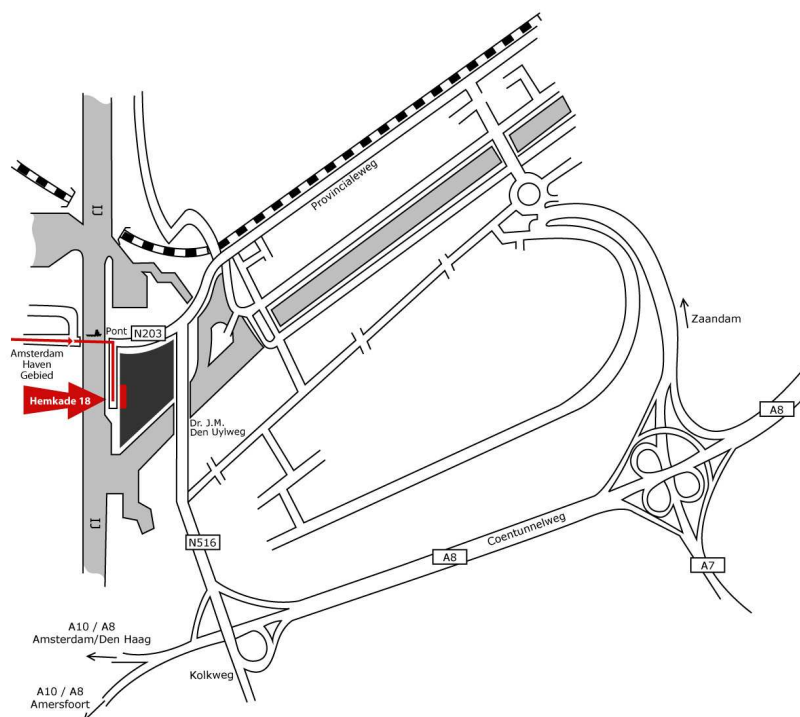 Provincialeweg
IJ
Pont
N203
Zaandam
Amsterdam
Haven
Gebied
Hemkade 18
A8
Dr. J.M.
Den Uylweg
IJ
Coentunnelweg
N516
A8
A7
A10 / A8
Amsterdam/Den Haag
Kolkweg
A10 / A8
Amersfoort